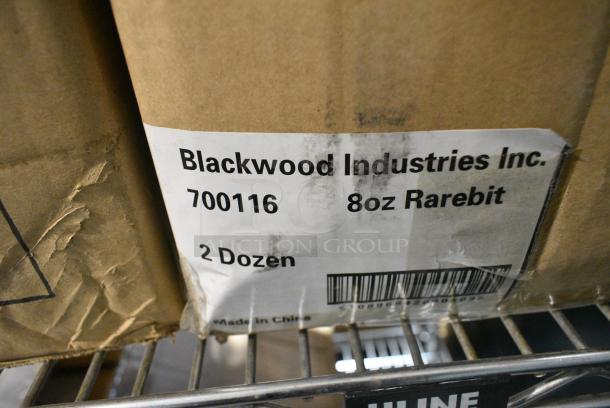 Blackwood Industries Inc.
700116 8oz Rarebit
AUCTION GROUP
2 Dozen
Made in China
ULINE